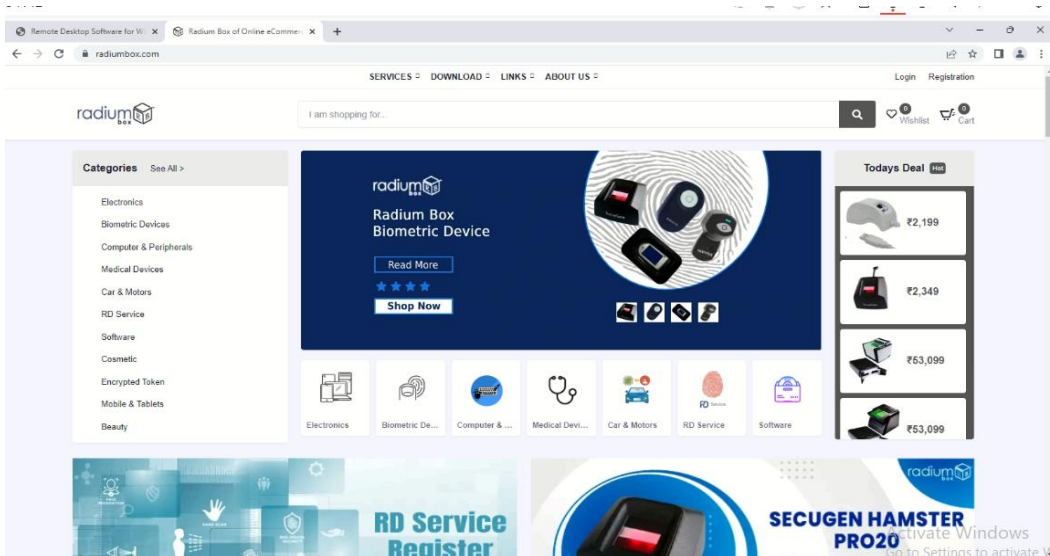 Remote Desktop Software for Wi
Radium Box of Online eCommer
radiumbox.com
SERVICES DOWNLOAD LINKS ABOUT US
Login Registration
radium box
I am shopping for...
0 Wishlist
0 Cart
Categories See All >
Electronics
Biometric Devices
Computer & Peripherals
Medical Devices
Car & Motors
RD Service
Software
Cosmetic
Encrypted Token
Mobile & Tablets
Beauty
radium box
Radium Box
Biometric Device
Read More
Shop Now
Todays Deal Hot
₹2,199
₹2,349
₹53,099
₹53,099
Electronics
Biometric De...
Computer & ...
Medical Devi...
Car & Motors
RD Service
RD Service
Software
RD Service
Register
radium box
SECUGEN HAMSTER
PRO20
Activate Windows
Go to Settings to activate